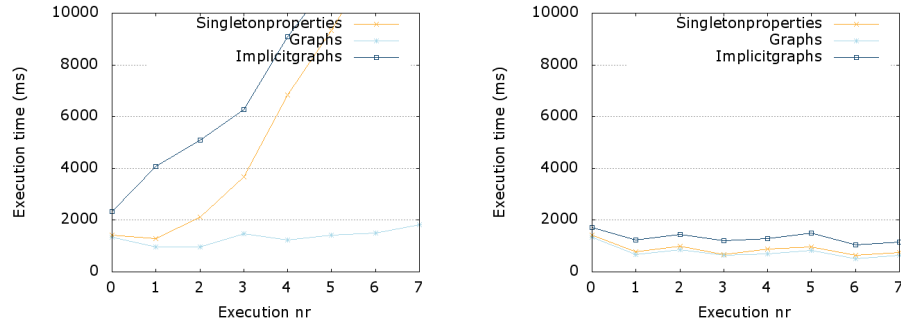 10000
8000
6000
4000
2000
0
Execution time (ms)
Singletonproperties
Graphs
Implicitgraphs
0 1 2 3 4 5 6 7
Execution nr
10000
8000
6000
4000
2000
0
Execution time (ms)
Singletonproperties
Graphs
Implicitgraphs
0 1 2 3 4 5 6 7
Execution nr